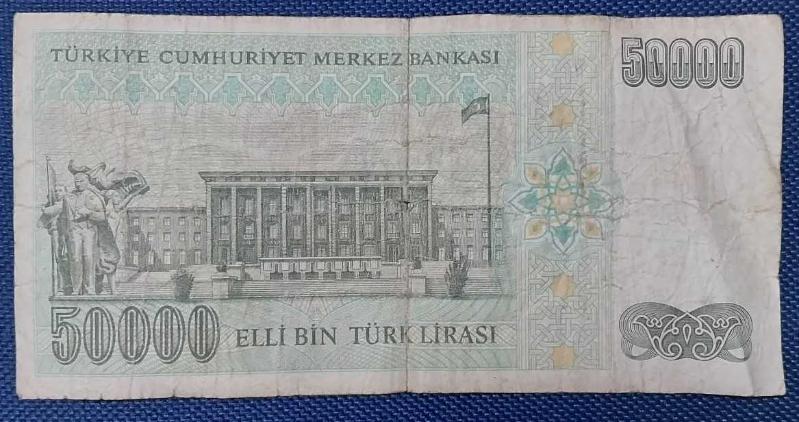 TÜRKİYE CUMHURİYET MERKEZ BANKASI
50000
50000
ELLİ BİN TÜRK LİRASI